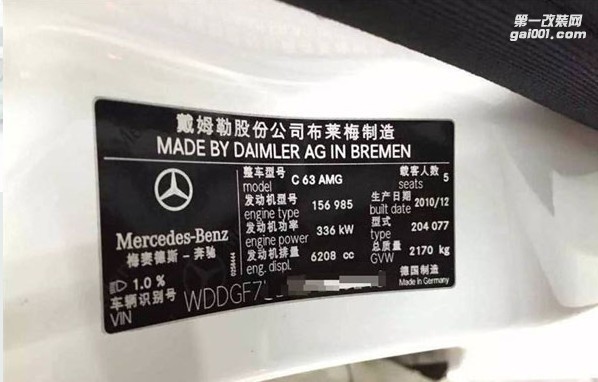 第一改装网
gai001.com
戴姆勒股份公司布莱梅制造
MADE BY DAIMLER AG IN BREMEN
整车型号 C 63 AMG 载客人数 5
model seats
发动机型号 156 985 生产日期 2010/12
engine type built date
发动机功率 336 kW 型式 204 077
engine power type
发动机排量 6208 cc 总质量 2170 kg
eng. displ. GVW
Mercedes-Benz
梅赛德斯-奔驰
1.0 %
德国制造
Made in Germany
车辆识别号 WDDGF7
VIN